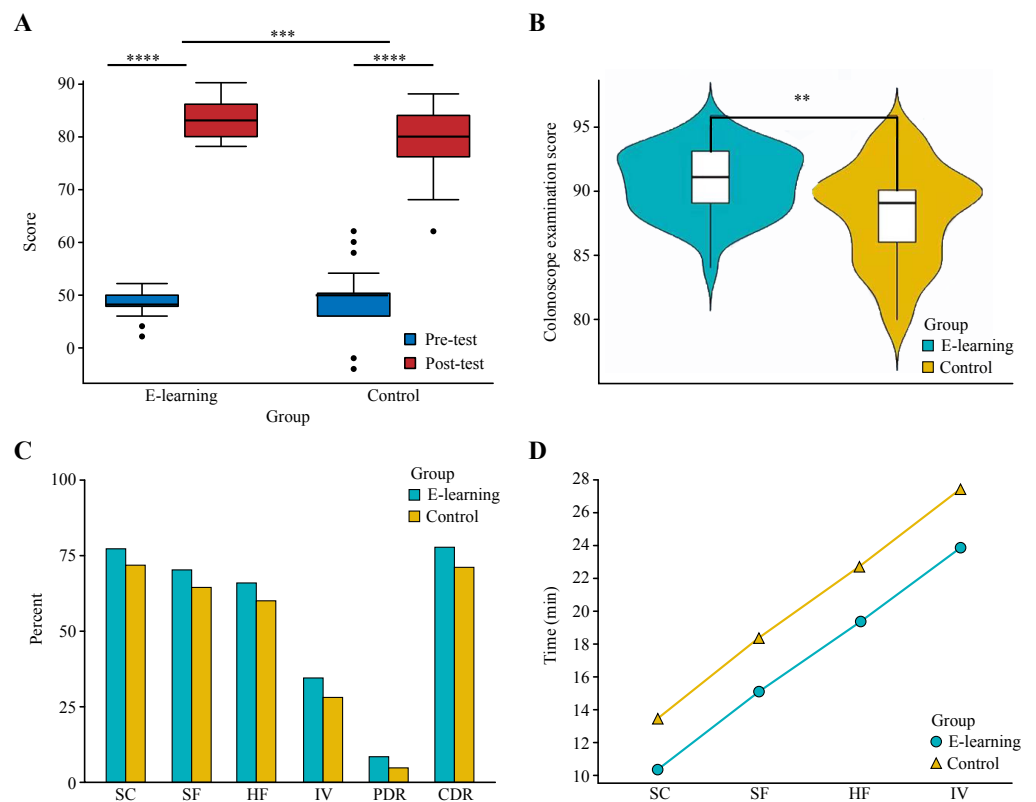 A
***
****
****
90
80
70
60
50
0
Score
Pre-test
Post-test
E-learning
Control
Group
B
**
95
90
85
80
Colonoscope examination score
Group
E-learning
Control
C
100
75
50
25
0
Percent
Group
E-learning
Control
SC
SF
HF
IV
PDR
CDR
D
28
26
24
22
20
18
16
14
12
10
Time (min)
Group
E-learning
Control
SC
SF
HF
IV